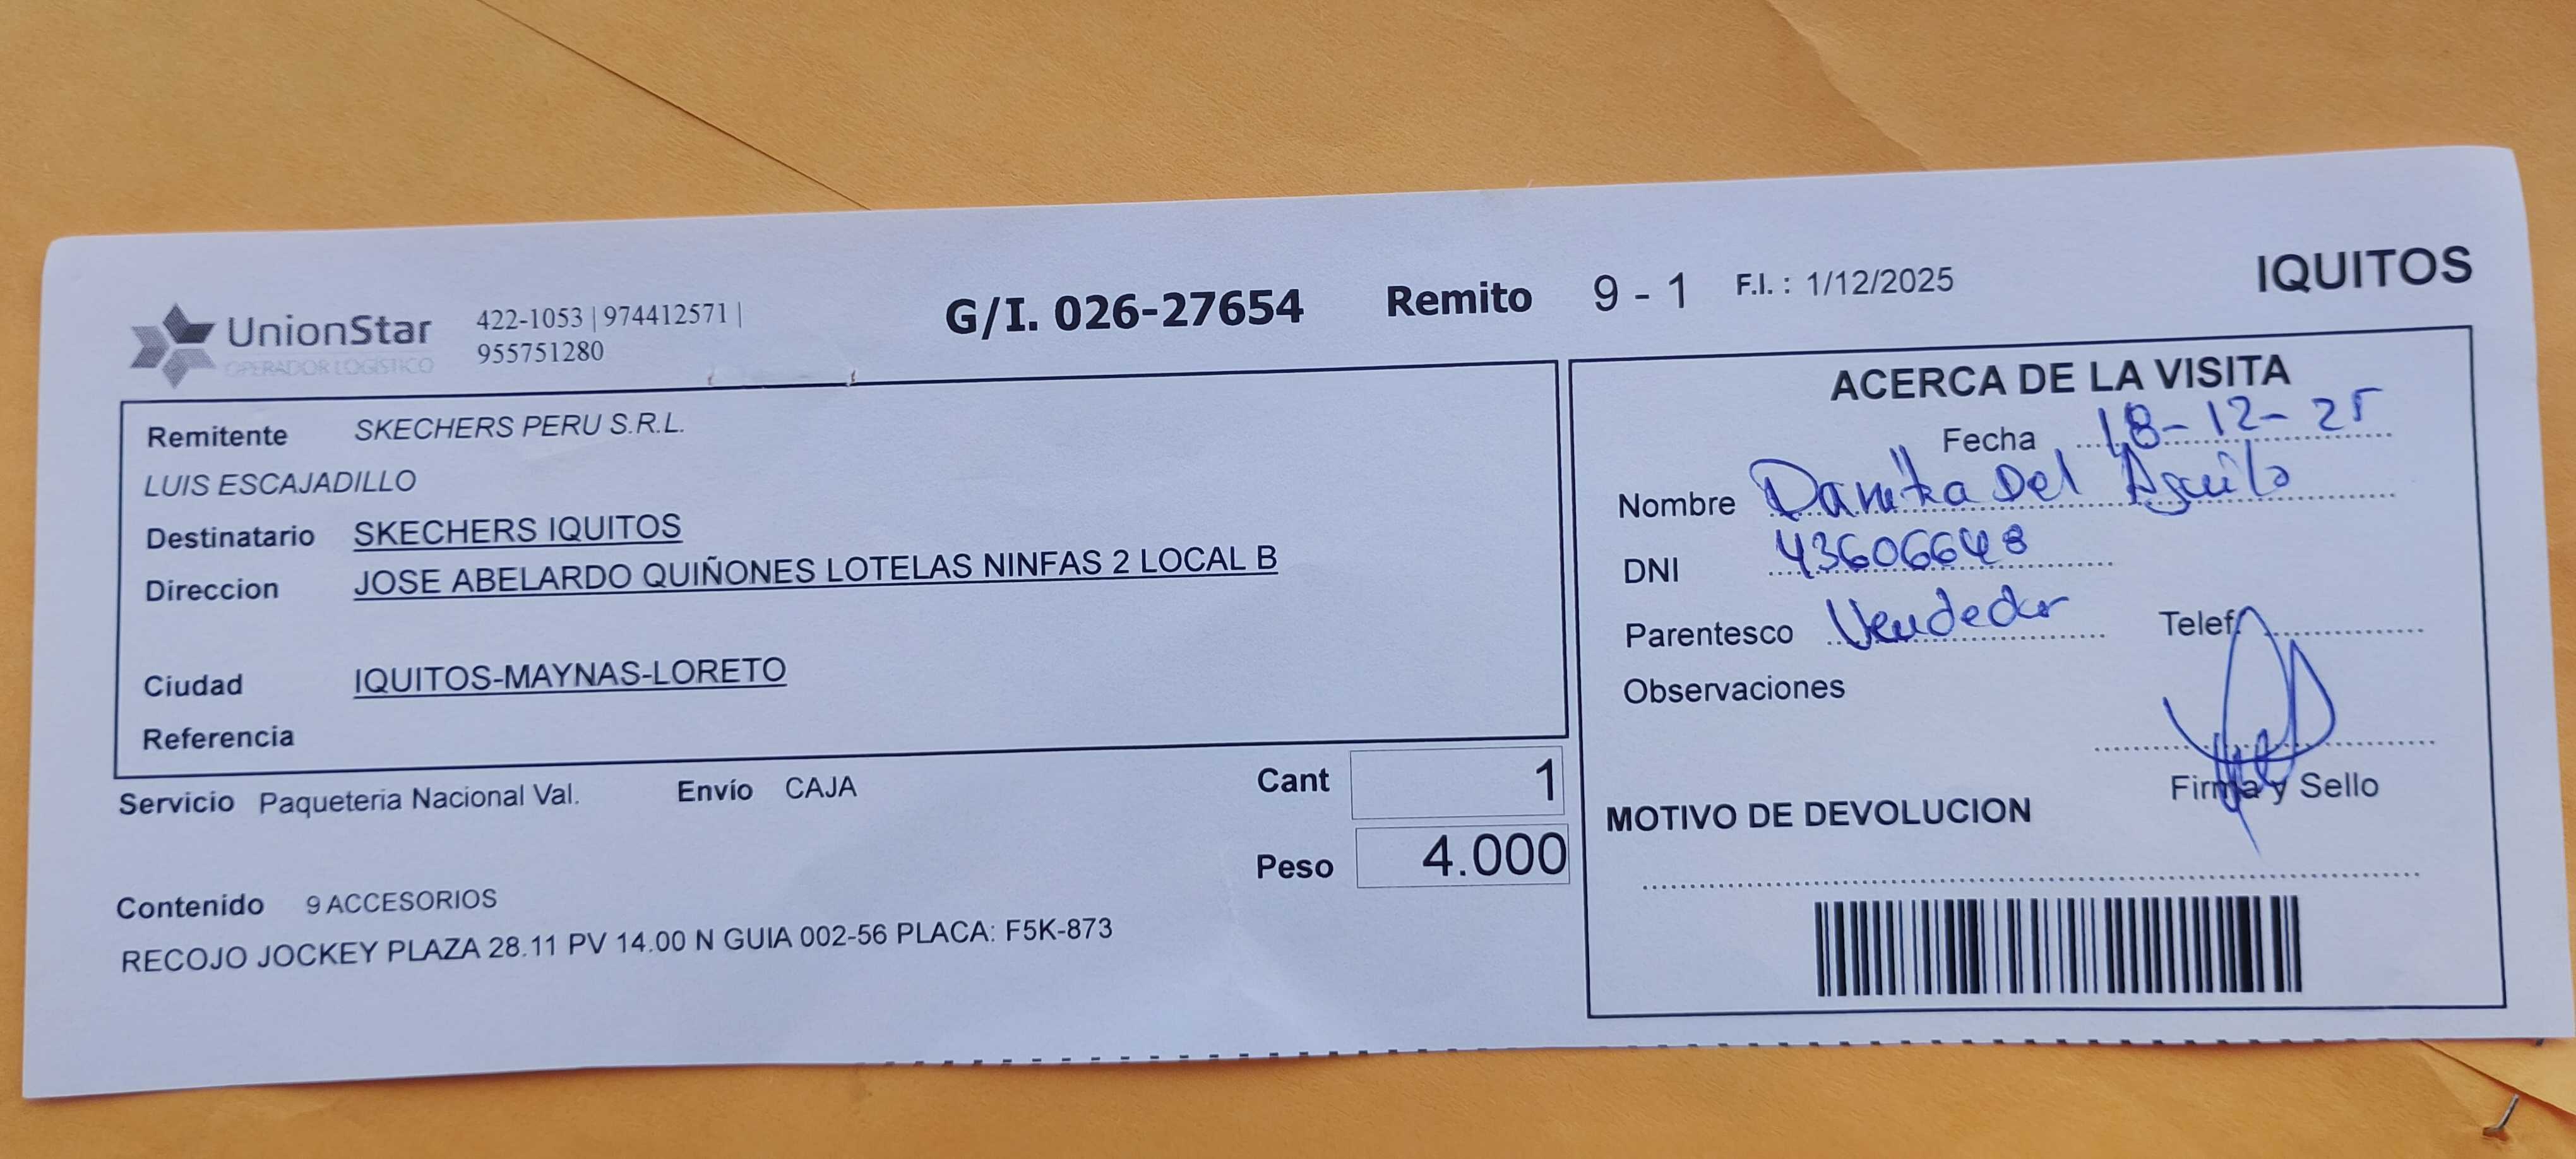 UnionStar
OPERADOR LOGÍSTICO
422-1053 | 974412571 |
955751280
G/I. 026-27654 Remito 9 - 1 F.I. : 1/12/2025
IQUITOS
Remitente SKECHERS PERU S.R.L.
LUIS ESCAJADILLO
Destinatario SKECHERS IQUITOS
Direccion JOSE ABELARDO QUIÑONES LOTELAS NINFAS 2 LOCAL B
Ciudad IQUITOS-MAYNAS-LORETO
Referencia
Servicio Paqueteria Nacional Val. Envío CAJA
Cant 1
Peso 4.000
Contenido 9 ACCESORIOS
RECOJO JOCKEY PLAZA 28.11 PV 14.00 N GUIA 002-56 PLACA: F5K-873
ACERCA DE LA VISITA
Fecha 18-12-25
Nombre Danitka Del Aguila
DNI 43606648
Parentesco Vendedor Telef.
Observaciones
Firma y Sello
MOTIVO DE DEVOLUCION